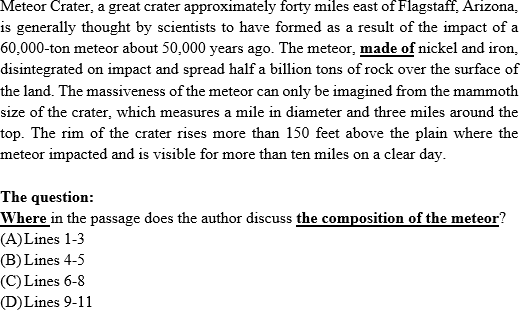 Meteor Crater, a great crater approximately forty miles east of Flagstaff, Arizona,
is generally thought by scientists to have formed as a result of the impact of a
60,000-ton meteor about 50,000 years ago. The meteor, made of nickel and iron,
disintegrated on impact and spread half a billion tons of rock over the surface of
the land. The massiveness of the meteor can only be imagined from the mammoth
size of the crater, which measures a mile in diameter and three miles around the
top. The rim of the crater rises more than 150 feet above the plain where the
meteor impacted and is visible for more than ten miles on a clear day.
The question:
Where in the passage does the author discuss the composition of the meteor?
(A) Lines 1-3
(B) Lines 4-5
(C) Lines 6-8
(D) Lines 9-11